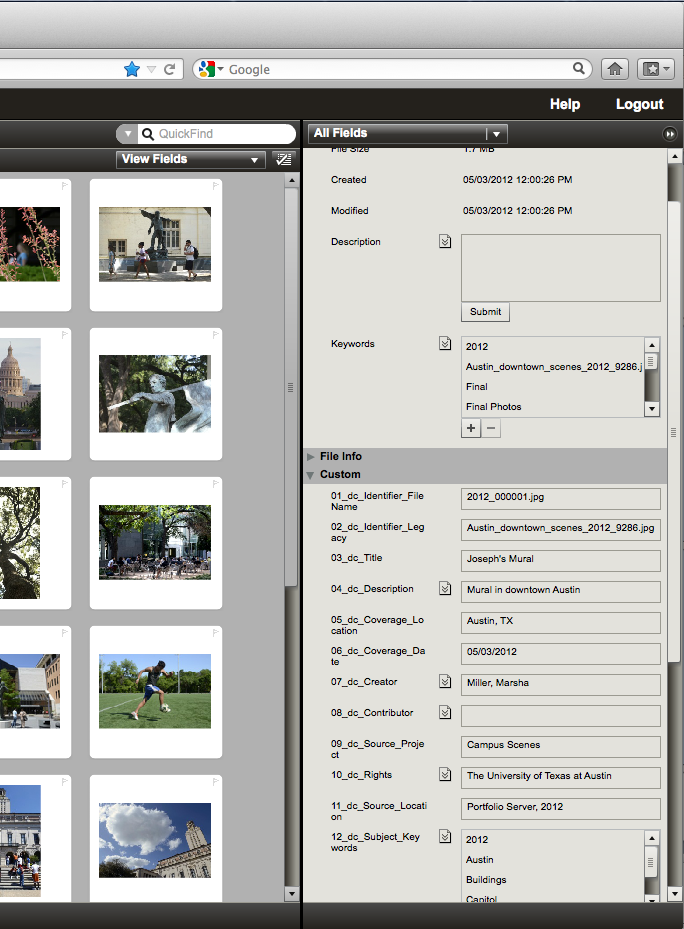 Google
Help
Logout
QuickFind
View Fields
All Fields
File Size
1.7 MB
Created
05/03/2012 12:00:26 PM
Modified
05/03/2012 12:00:26 PM
Description
Submit
Keywords
2012
Austin_downtown_scenes_2012_9286.j
Final
Final Photos
File Info
Custom
01_dc_Identifier_File
Name
2012_000001.jpg
02_dc_Identifier_Leg
acy
Austin_downtown_scenes_2012_9286.jpg
03_dc_Title
Joseph's Mural
04_dc_Description
Mural in downtown Austin
05_dc_Coverage_Lo
cation
Austin, TX
06_dc_Coverage_Da
te
05/03/2012
07_dc_Creator
Miller, Marsha
08_dc_Contributor
09_dc_Source_Proje
ct
Campus Scenes
10_dc_Rights
The University of Texas at Austin
11_dc_Source_Locati
on
Portfolio Server, 2012
12_dc_Subject_Key
words
2012
Austin
Buildings
Capitol